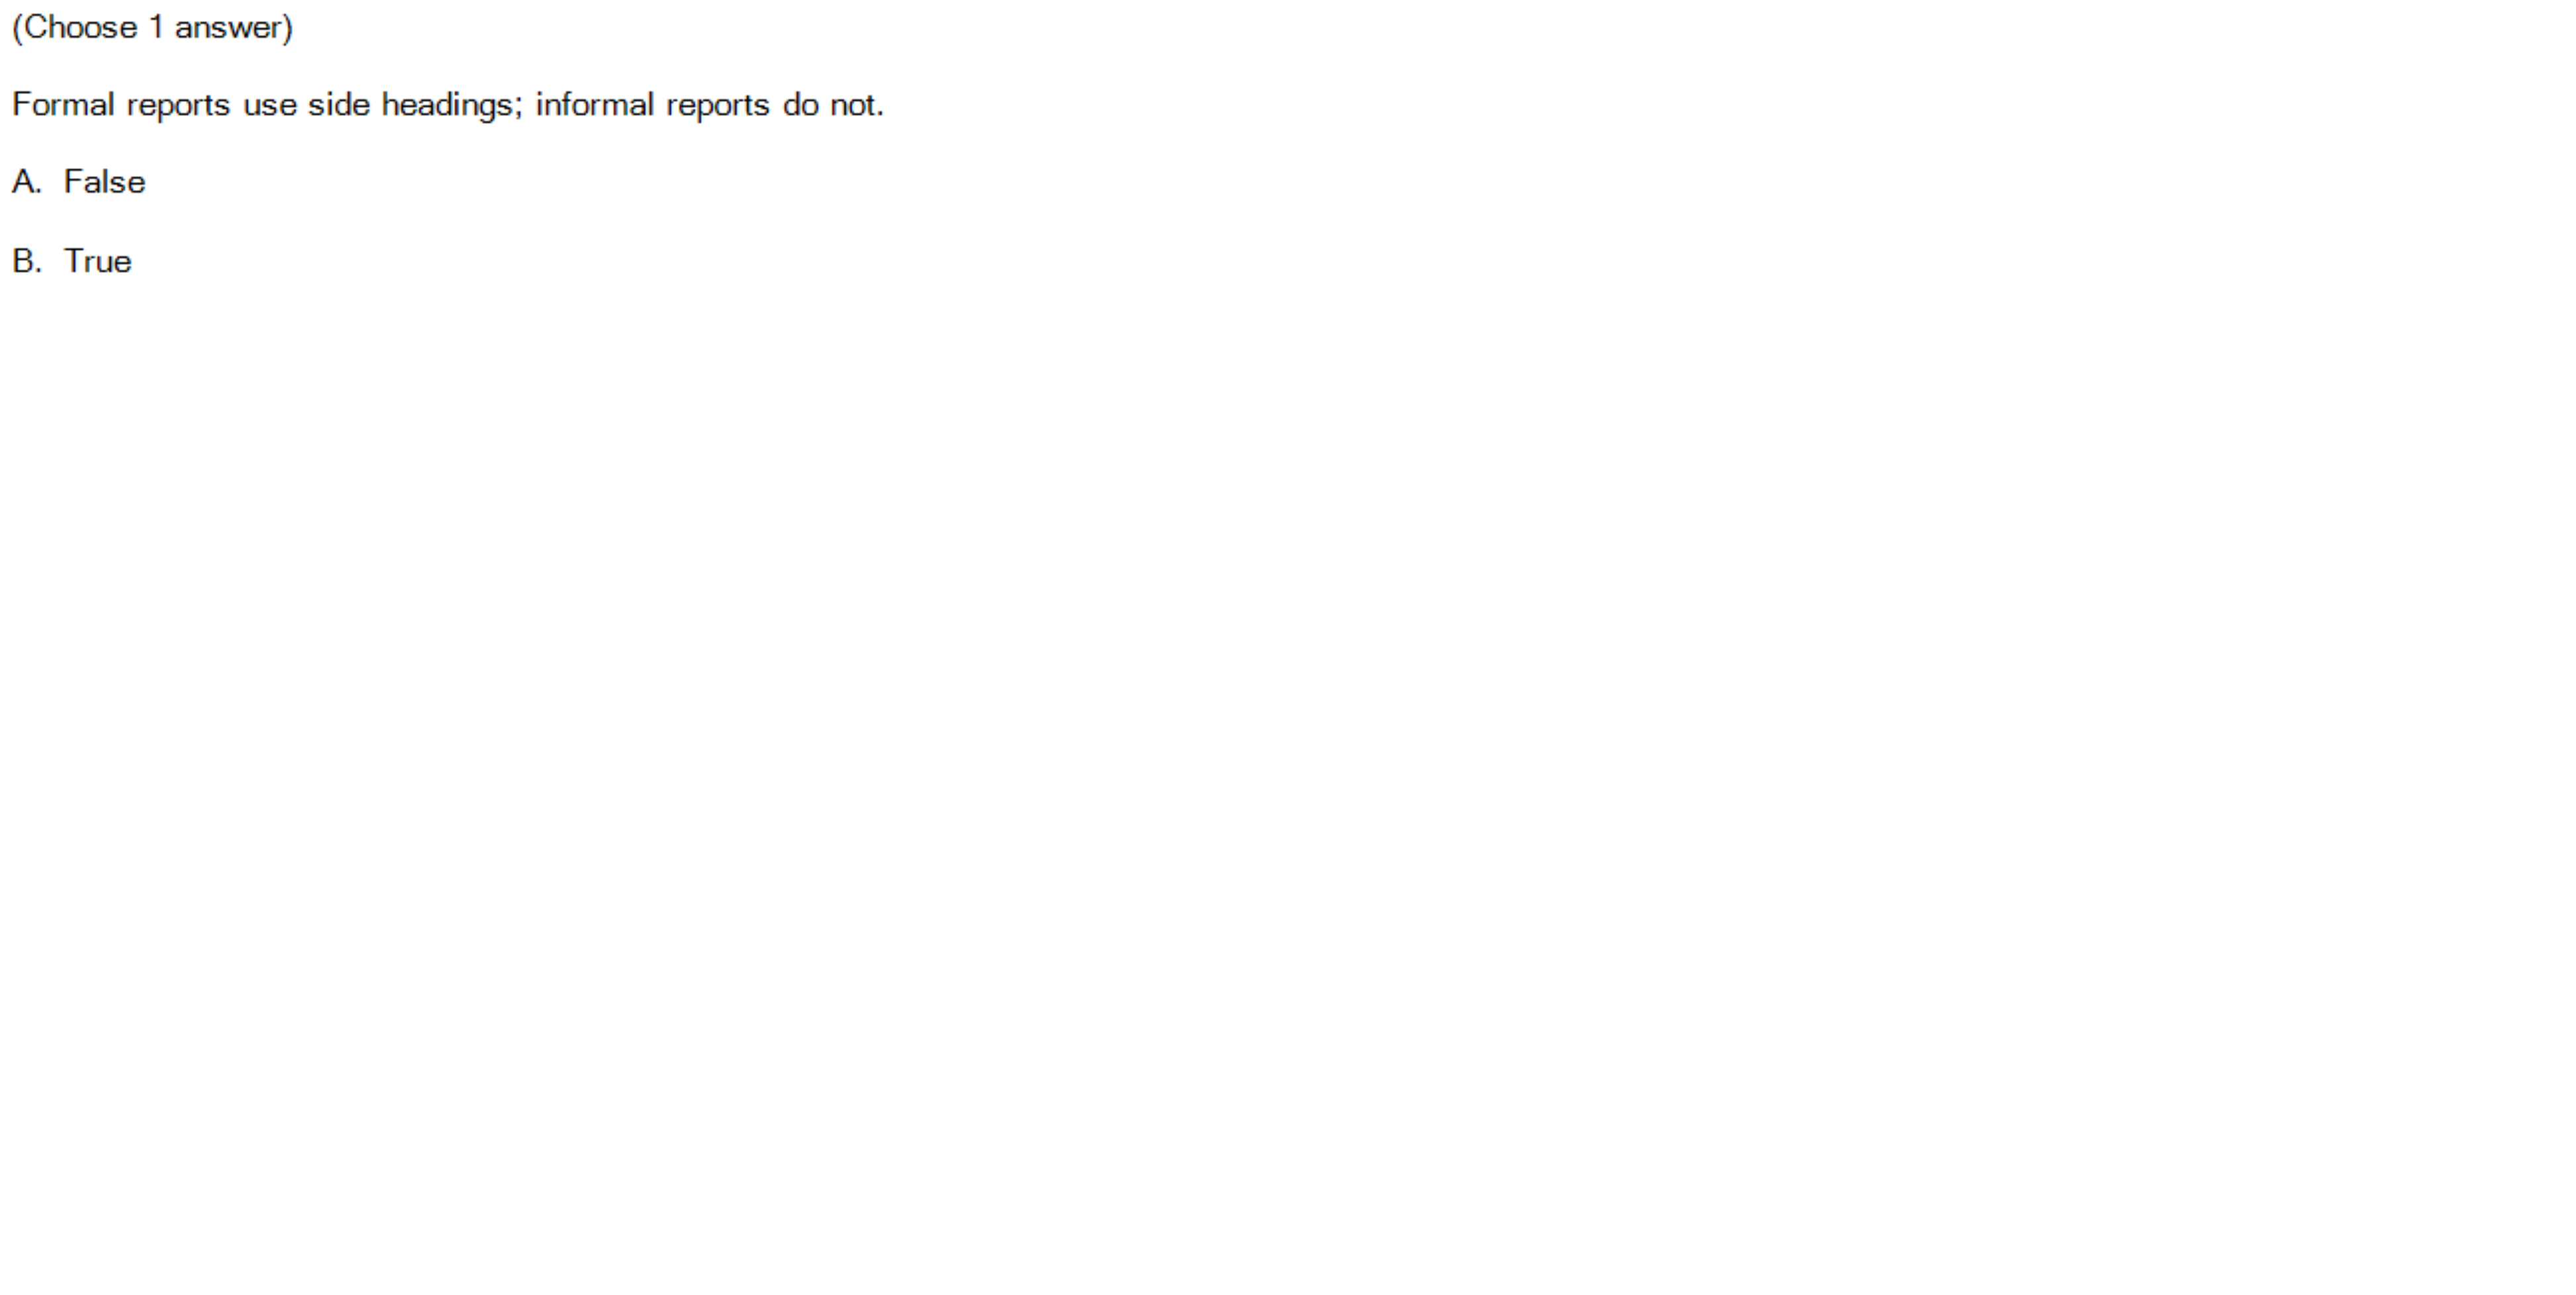 (Choose 1 answer)
Formal reports use side headings; informal reports do not.
A. False
B. True